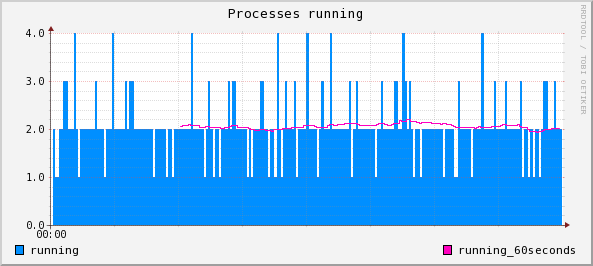 Processes running
RRDTOOL / TOBI OETIKER
4.0
3.0
2.0
1.0
0.0
00:00
running
running_60seconds